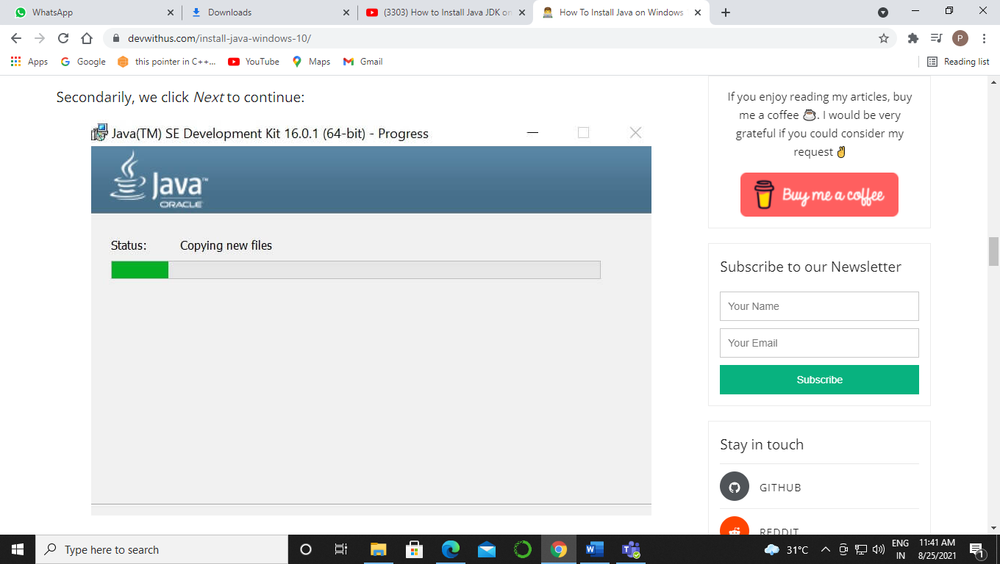 WhatsApp
Downloads
(3303) How to Install Java JDK on
How To Install Java on Windows
devwithus.com/install-java-windows-10/
P
Apps
Google
this pointer in C++...
YouTube
Maps
Gmail
Reading list
Secondarily, we click Next to continue:
Java(TM) SE Development Kit 16.0.1 (64-bit) - Progress
Java™
ORACLE
Status: Copying new files
If you enjoy reading my articles, buy
me a coffee ☕. I would be very
grateful if you could consider my
request ✌
Buy me a coffee
Subscribe to our Newsletter
Your Name
Your Email
Subscribe
Stay in touch
GITHUB
REDDIT
Type here to search
31°C
ENG
IN
11:41 AM
8/25/2021
1